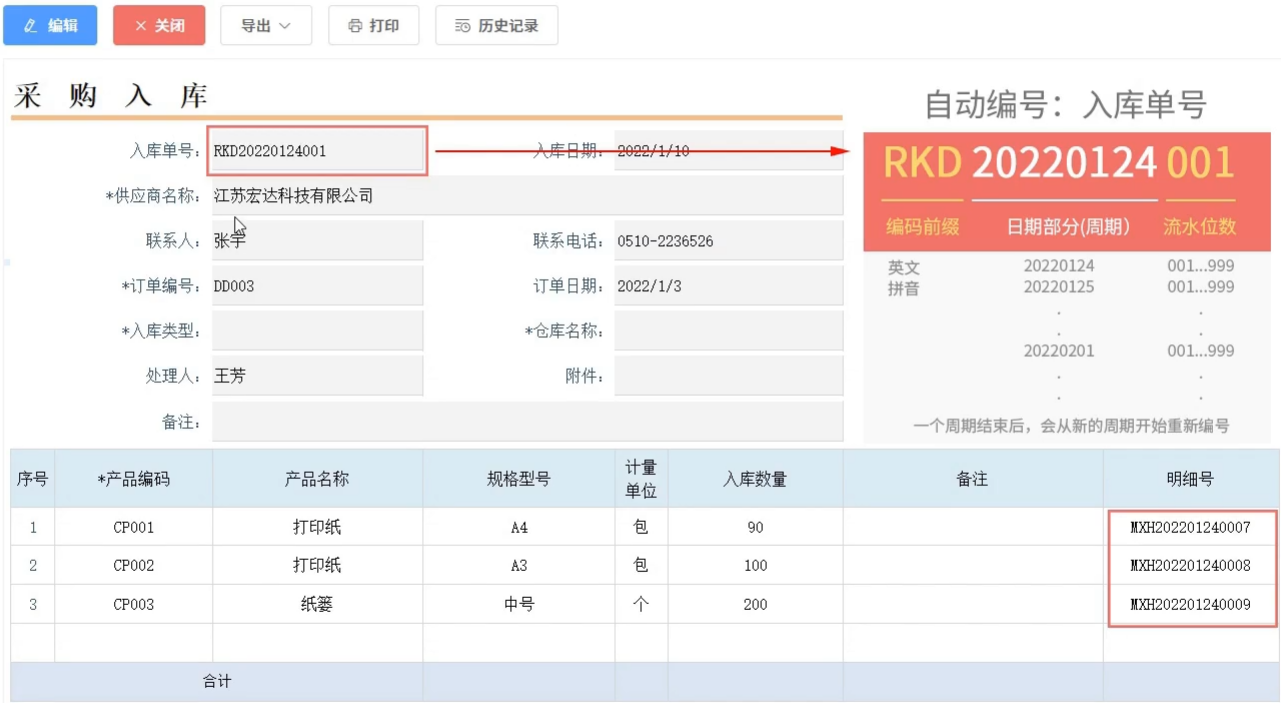 编辑 关闭 导出 打印 历史记录
采 购 入 库
入库单号： RKD20220124001 入库日期： 2022/1/10
*供应商名称： 江苏宏达科技有限公司
联系人： 张宇 联系电话： 0510-2236526
*订单编号： DD003 订单日期： 2022/1/3
*入库类型： *仓库名称：
处理人： 王芳 附件：
备注：
自动编号：入库单号
RKD 20220124 001
编码前缀 日期部分(周期) 流水位数
英文 20220124 001...999
拼音 20220125 001...999
. .
. .
20220201 001...999
. .
. .
一个周期结束后，会从新的周期开始重新编号
序号 *产品编码 产品名称 规格型号 计量单位 入库数量 备注 明细号
1 CP001 打印纸 A4 包 90 MXH202201240007
2 CP002 打印纸 A3 包 100 MXH202201240008
3 CP003 纸篓 中号 个 200 MXH202201240009
合计